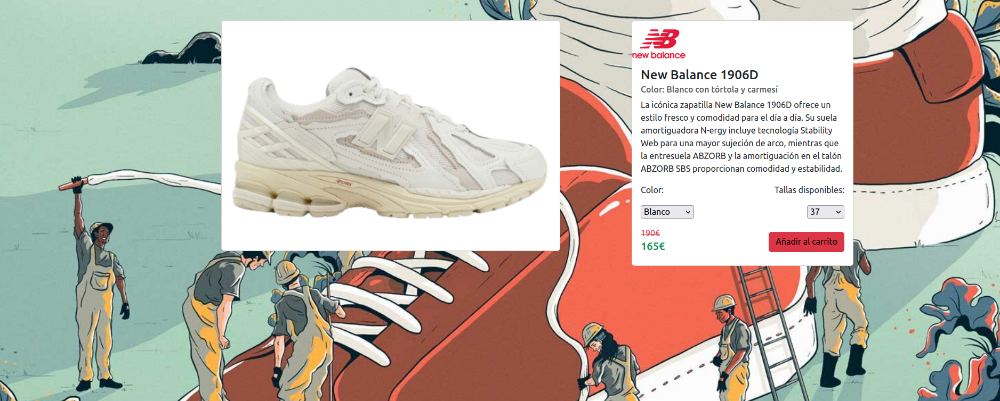 new balance
New Balance 1906D
Color: Blanco con tórtola y carmesí
La icónica zapatilla New Balance 1906D ofrece un
estilo fresco y comodidad para el día a día. Su suela
amortiguadora N-ergy incluye tecnología Stability
Web para una mayor sujeción de arco, mientras que
la entresuela ABZORB y la amortiguación en el talón
ABZORB SBS proporcionan comodidad y estabilidad.
Color: Tallas disponibles:
Blanco 37
190€
165€ Añadir al carrito